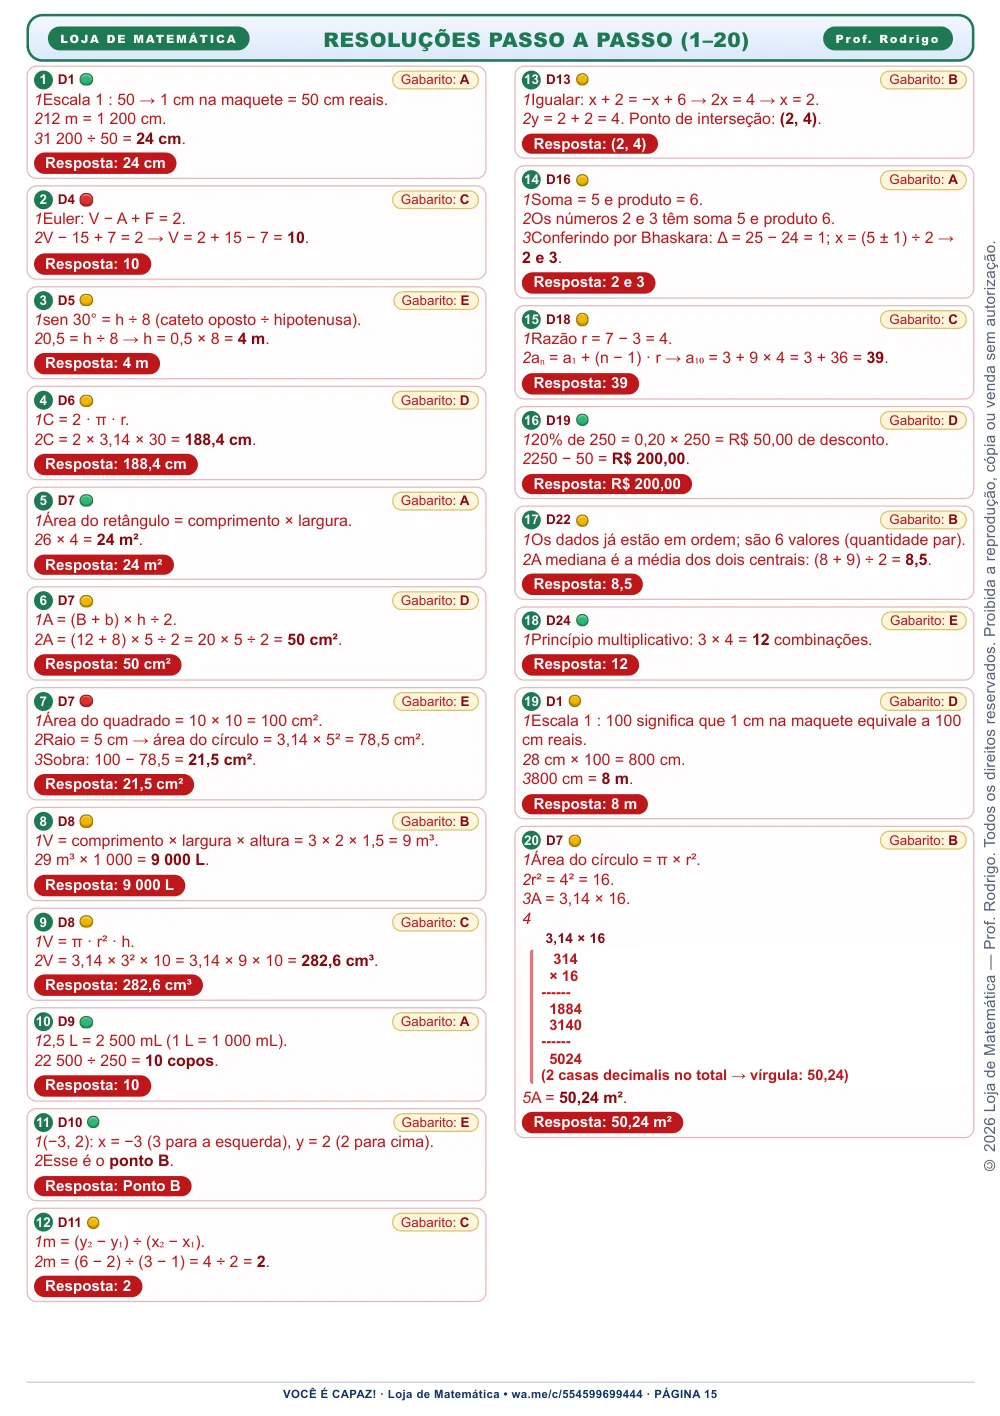 LOJA DE MATEMÁTICA
RESOLUÇÕES PASSO A PASSO (1–20)
Prof. Rodrigo
1 D1 Gabarito: A
1Escala 1 : 50 → 1 cm na maquete = 50 cm reais.
212 m = 1 200 cm.
31 200 ÷ 50 = 24 cm.
Resposta: 24 cm
2 D4 Gabarito: C
1Euler: V − A + F = 2.
2V − 15 + 7 = 2 → V = 2 + 15 − 7 = 10.
Resposta: 10
3 D5 Gabarito: E
1sen 30° = h ÷ 8 (cateto oposto ÷ hipotenusa).
20,5 = h ÷ 8 → h = 0,5 × 8 = 4 m.
Resposta: 4 m
4 D6 Gabarito: D
1C = 2 · π · r.
2C = 2 × 3,14 × 30 = 188,4 cm.
Resposta: 188,4 cm
5 D7 Gabarito: A
1Área do retângulo = comprimento × largura.
26 × 4 = 24 m².
Resposta: 24 m²
6 D7 Gabarito: D
1A = (B + b) × h ÷ 2.
2A = (12 + 8) × 5 ÷ 2 = 20 × 5 ÷ 2 = 50 cm².
Resposta: 50 cm²
7 D7 Gabarito: E
1Área do quadrado = 10 × 10 = 100 cm².
2Raio = 5 cm → área do círculo = 3,14 × 5² = 78,5 cm².
3Sobra: 100 − 78,5 = 21,5 cm².
Resposta: 21,5 cm²
8 D8 Gabarito: B
1V = comprimento × largura × altura = 3 × 2 × 1,5 = 9 m³.
29 m³ × 1 000 = 9 000 L.
Resposta: 9 000 L
9 D8 Gabarito: C
1V = π · r² · h.
2V = 3,14 × 3² × 10 = 3,14 × 9 × 10 = 282,6 cm³.
Resposta: 282,6 cm³
10 D9 Gabarito: A
12,5 L = 2 500 mL (1 L = 1 000 mL).
22 500 ÷ 250 = 10 copos.
Resposta: 10
11 D10 Gabarito: E
1(−3, 2): x = −3 (3 para a esquerda), y = 2 (2 para cima).
2Esse é o ponto B.
Resposta: Ponto B
12 D11 Gabarito: C
1m = (y₂ − y₁) ÷ (x₂ − x₁).
2m = (6 − 2) ÷ (3 − 1) = 4 ÷ 2 = 2.
Resposta: 2
13 D13 Gabarito: B
1Igualar: x + 2 = −x + 6 → 2x = 4 → x = 2.
2y = 2 + 2 = 4. Ponto de interseção: (2, 4).
Resposta: (2, 4)
14 D16 Gabarito: A
1Soma = 5 e produto = 6.
2Os números 2 e 3 têm soma 5 e produto 6.
3Conferindo por Bhaskara: Δ = 25 − 24 = 1; x = (5 ± 1) ÷ 2 →
2 e 3.
Resposta: 2 e 3
15 D18 Gabarito: C
1Razão r = 7 − 3 = 4.
2aₙ = a₁ + (n − 1) · r → a₁₀ = 3 + 9 × 4 = 3 + 36 = 39.
Resposta: 39
16 D19 Gabarito: D
120% de 250 = 0,20 × 250 = R$ 50,00 de desconto.
2250 − 50 = R$ 200,00.
Resposta: R$ 200,00
17 D22 Gabarito: B
1Os dados já estão em ordem; são 6 valores (quantidade par).
2A mediana é a média dos dois centrais: (8 + 9) ÷ 2 = 8,5.
Resposta: 8,5
18 D24 Gabarito: E
1Princípio multiplicativo: 3 × 4 = 12 combinações.
Resposta: 12
19 D1 Gabarito: D
1Escala 1 : 100 significa que 1 cm na maquete equivale a 100
cm reais.
28 cm × 100 = 800 cm.
3800 cm = 8 m.
Resposta: 8 m
20 D7 Gabarito: B
1Área do círculo = π × r².
2r² = 4² = 16.
3A = 3,14 × 16.
4
3,14 × 16
314
× 16
------
1884
3140
------
5024
(2 casas decimalis no total → vírgula: 50,24)
5A = 50,24 m².
Resposta: 50,24 m²
© 2026 Loja de Matemática — Prof. Rodrigo. Todos os direitos reservados. Proibida a reprodução, cópia ou venda sem autorização.
VOCÊ É CAPAZ! · Loja de Matemática • wa.me/c/554599699444 · PÁGINA 15